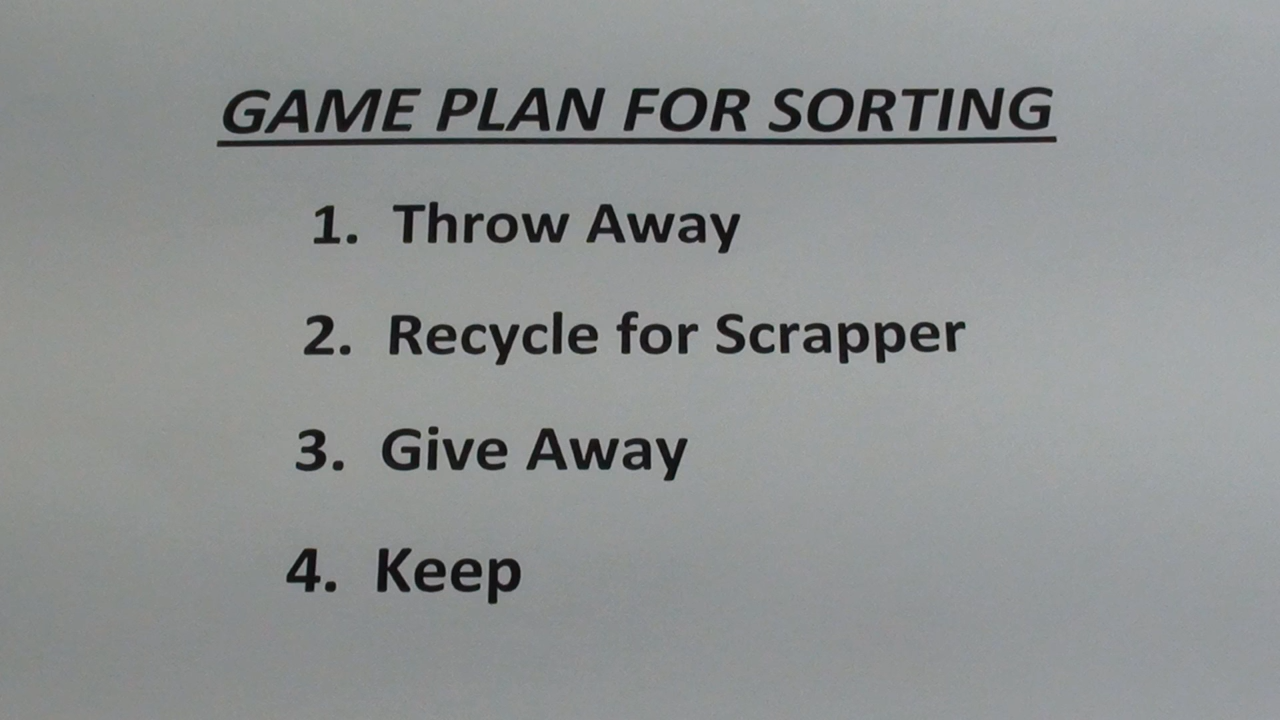 GAME PLAN FOR SORTING
1. Throw Away
2. Recycle for Scrapper
3. Give Away
4. Keep